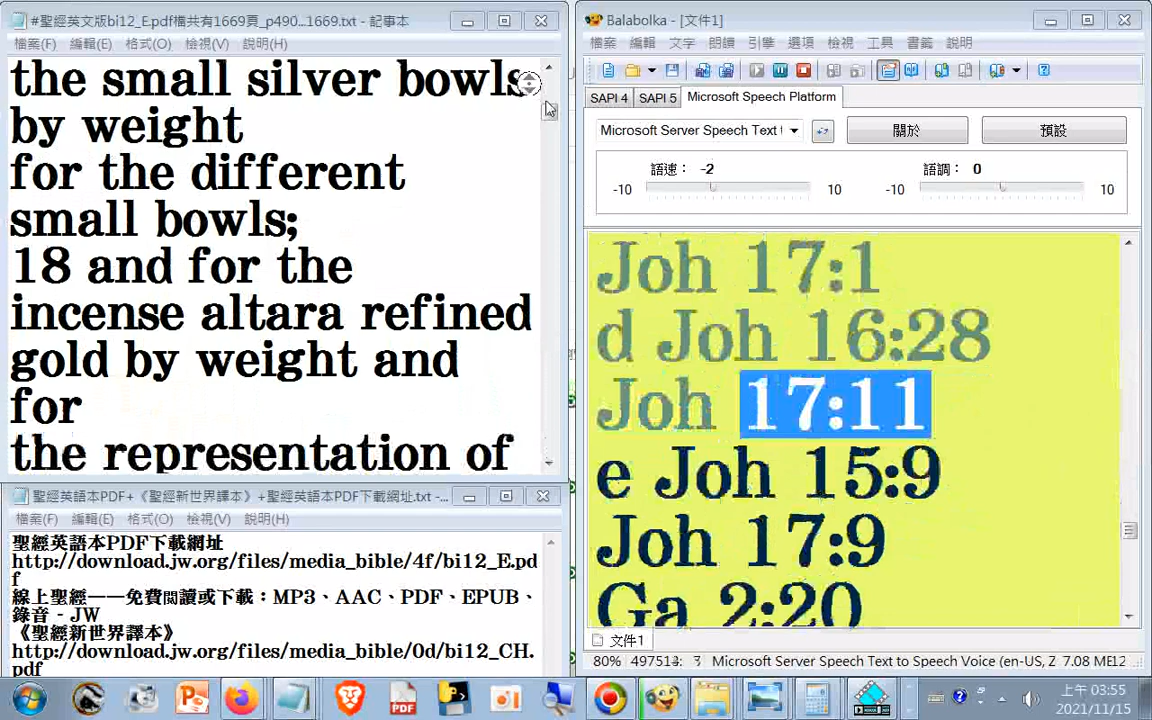 #聖經英文版bi12_E.pdf檔共有1669頁_p490...1669.txt - 記事本
檔案(F) 編輯(E) 格式(O) 檢視(V) 說明(H)
the small silver bowls
by weight
for the different
small bowls;
18 and for the
incense altara refined
gold by weight and
for
the representation of
聖經英語本PDF+《聖經新世界譯本》+聖經英語本PDF下載網址.txt -...
檔案(F) 編輯(E) 格式(O) 檢視(V) 說明(H)
聖經英語本PDF下載網址
http://download.jw.org/files/media_bible/4f/bi12_E.pd
f
線上聖經——免費閱讀或下載：MP3、AAC、PDF、EPUB、
錄音 - JW
《聖經新世界譯本》
http://download.jw.org/files/media_bible/0d/bi12_CH.
pdf
Balabolka - [文件1]
檔案 編輯 文字 朗讀 引擎 選項 檢視 工具 書籤 說明
SAPI 4 SAPI 5 Microsoft Speech Platform
Microsoft Server Speech Text 關於 預設
語速： -2 語調： 0
-10 10 -10 10
Joh 17:1
d Joh 16:28
Joh 17:11
e Joh 15:9
Joh 17:9
Ga 2:20
文件1
80% Microsoft Server Speech Text to Speech Voice (en-US, Z 7.08 ME
上午 03:55
2021/11/15